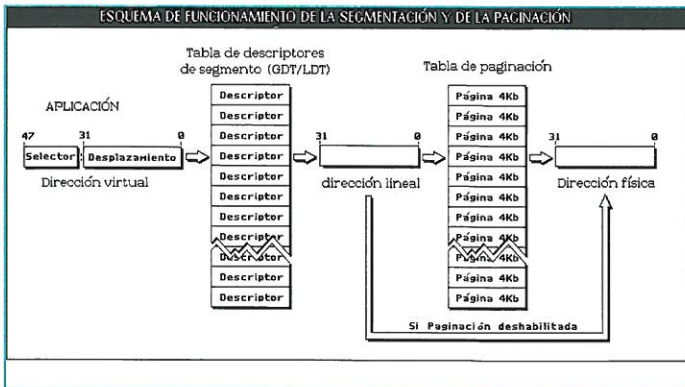 ESQUEMA DE FUNCIONAMIENTO DE LA SEGMENTACIÓN Y DE LA PAGINACIÓN
Tabla de descriptores
de segmento (GDT/LDT)
Tabla de paginación
APLICACIÓN
47 31 0
Selector : Desplazamiento
Dirección virtual
Descriptor
Descriptor
Descriptor
Descriptor
Descriptor
Descriptor
Descriptor
Descriptor
Descriptor
Descriptor
Descriptor
31 0
dirección lineal
Página 4Kb
Página 4Kb
Página 4Kb
Página 4Kb
Página 4Kb
Página 4Kb
Página 4Kb
Página 4Kb
Página 4Kb
Página 4Kb
Página 4Kb
31 0
Dirección física
Si Paginación deshabilitada